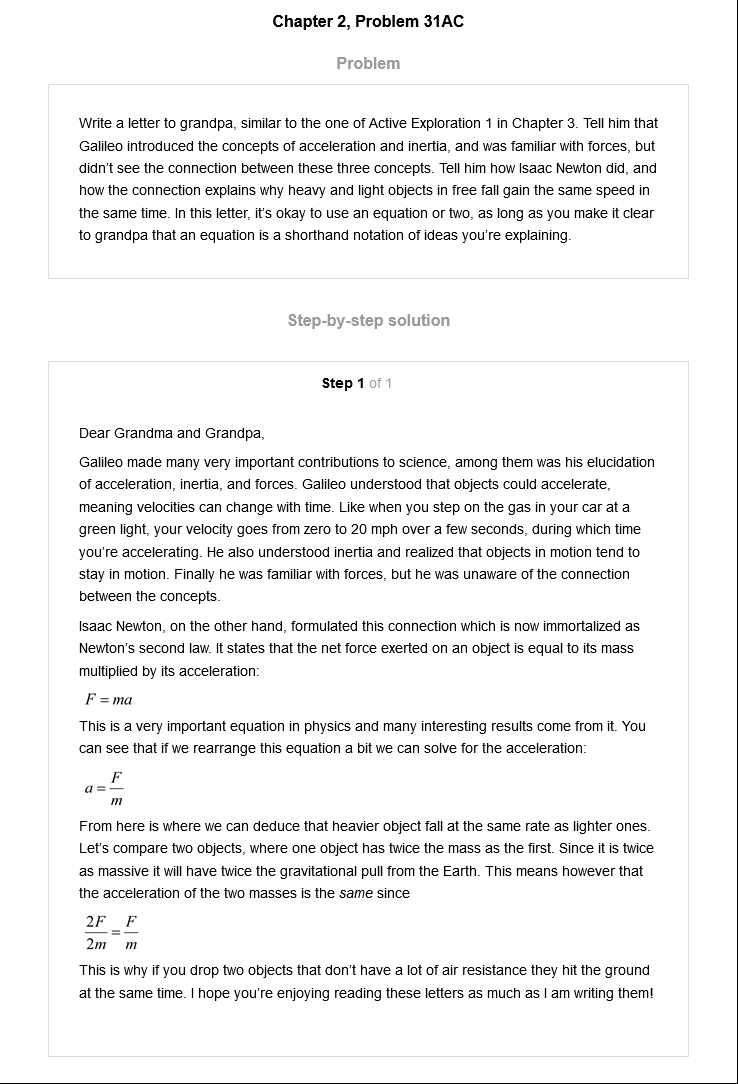 Chapter 2, Problem 31AC
Problem
Write a letter to grandpa, similar to the one of Active Exploration 1 in Chapter 3. Tell him that
Galileo introduced the concepts of acceleration and inertia, and was familiar with forces, but
didn't see the connection between these three concepts. Tell him how Isaac Newton did, and
how the connection explains why heavy and light objects in free fall gain the same speed in
the same time. In this letter, it's okay to use an equation or two, as long as you make it clear
to grandpa that an equation is a shorthand notation of ideas you're explaining.
Step-by-step solution
Step 1 of 1
Dear Grandma and Grandpa,
Galileo made many very important contributions to science, among them was his elucidation
of acceleration, inertia, and forces. Galileo understood that objects could accelerate,
meaning velocities can change with time. Like when you step on the gas in your car at a
green light, your velocity goes from zero to 20 mph over a few seconds, during which time
you're accelerating. He also understood inertia and realized that objects in motion tend to
stay in motion. Finally he was familiar with forces, but he was unaware of the connection
between the concepts.
Isaac Newton, on the other hand, formulated this connection which is now immortalized as
Newton's second law. It states that the net force exerted on an object is equal to its mass
multiplied by its acceleration:
F = ma
This is a very important equation in physics and many interesting results come from it. You
can see that if we rearrange this equation a bit we can solve for the acceleration:
a = F/m
From here is where we can deduce that heavier object fall at the same rate as lighter ones.
Let's compare two objects, where one object has twice the mass as the first. Since it is twice
as massive it will have twice the gravitational pull from the Earth. This means however that
the acceleration of the two masses is the same since
2F/2m = F/m
This is why if you drop two objects that don't have a lot of air resistance they hit the ground
at the same time. I hope you're enjoying reading these letters as much as I am writing them!